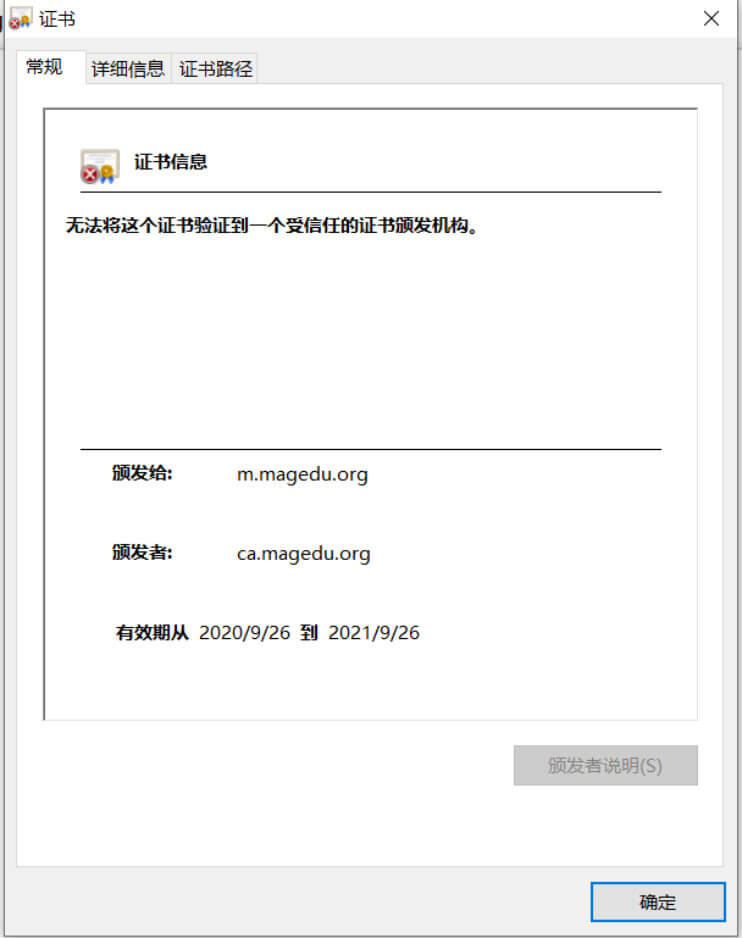 证书
常规 详细信息 证书路径
证书信息
无法将这个证书验证到一个受信任的证书颁发机构。
颁发给: m.magedu.org
颁发者: ca.magedu.org
有效期从 2020/9/26 到 2021/9/26
颁发者说明(S)
确定